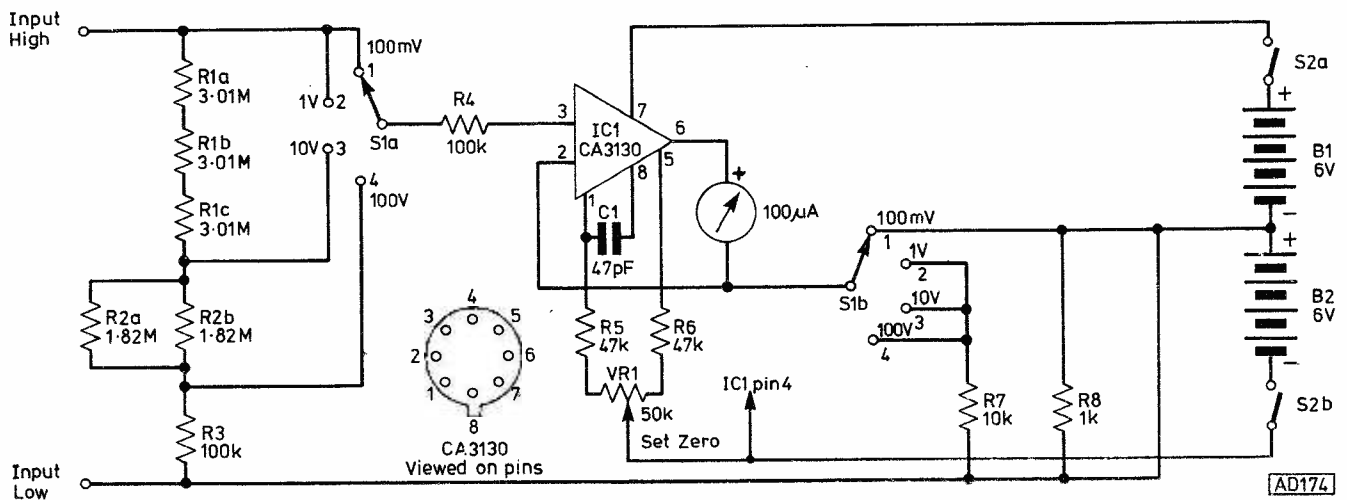 Input
High
R1a
3·01M
R1b
3·01M
R1c
3·01M
R2a
1·82M
R2b
1·82M
R3
100k
Input
Low
100mV
1
1V 2
10V 3
4
100V
S1a
R4
100k
3
2
IC1
CA3130
7
6
5
8
1
C1
47pF
+
100µA
R5
47k
R6
47k
VR1
50k
Set Zero
IC1 pin 4
4
3
5
2
6
1
7
8
CA3130
Viewed on pins
100mV
1
1V
2
10V
3
100V
4
S1b
R7
10k
R8
1k
S2a
+
B1
6V
-
+
B2
6V
-
S2b
AD174